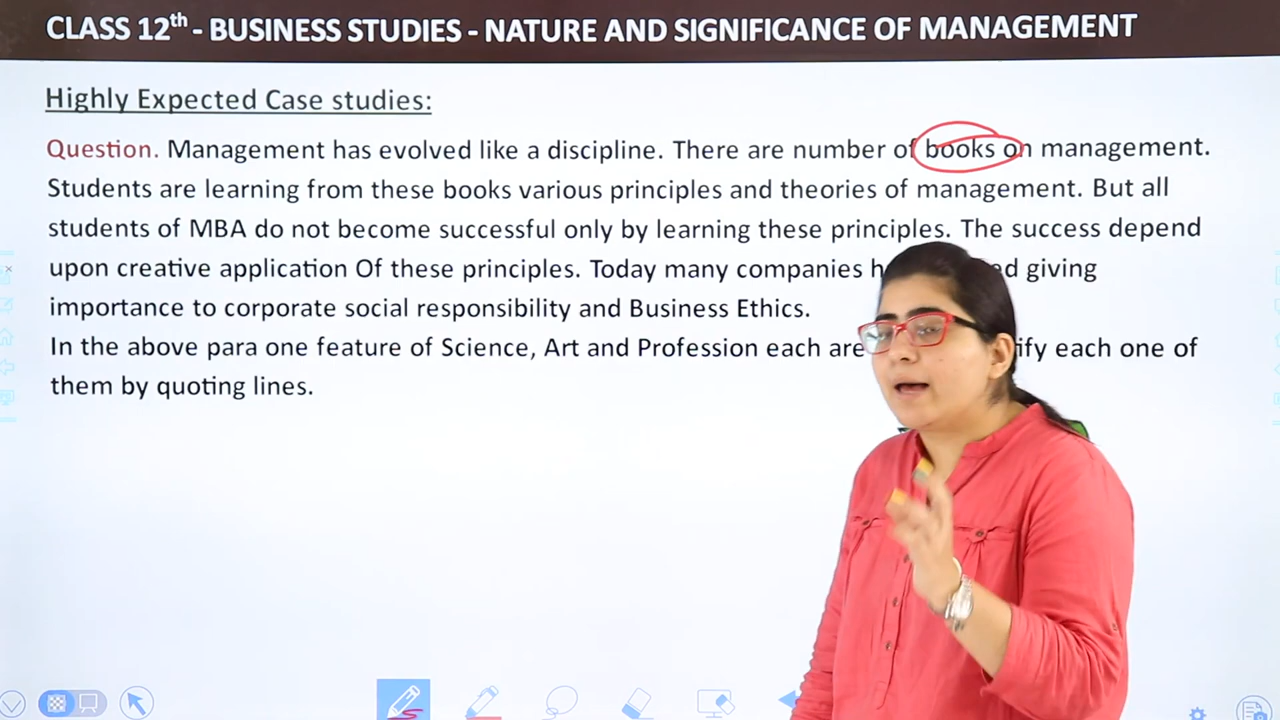 CLASS 12th - BUSINESS STUDIES - NATURE AND SIGNIFICANCE OF MANAGEMENT
Highly Expected Case studies:
Question. Management has evolved like a discipline. There are number of books on management.
Students are learning from these books various principles and theories of management. But all
students of MBA do not become successful only by learning these principles. The success depend
upon creative application Of these principles. Today many companies giving
importance to corporate social responsibility and Business Ethics.
In the above para one feature of Science, Art and Profession each are each one of
them by quoting lines.